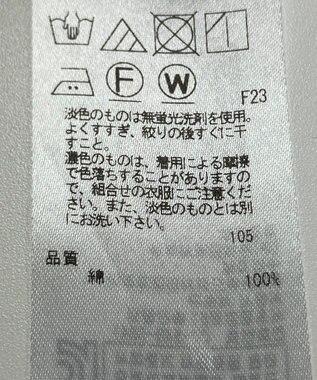 F
W
F23
淡色のものは無蛍光洗剤を使用。
よくすすぎ、絞りの後すぐに干
すこと。
濃色のものは、着用による摩擦
で色落ちすることがありますの
で、組合せの衣服にご注意くだ
さい。また、淡色のものとは別
にお洗い下さい。
105
品質
綿 100%